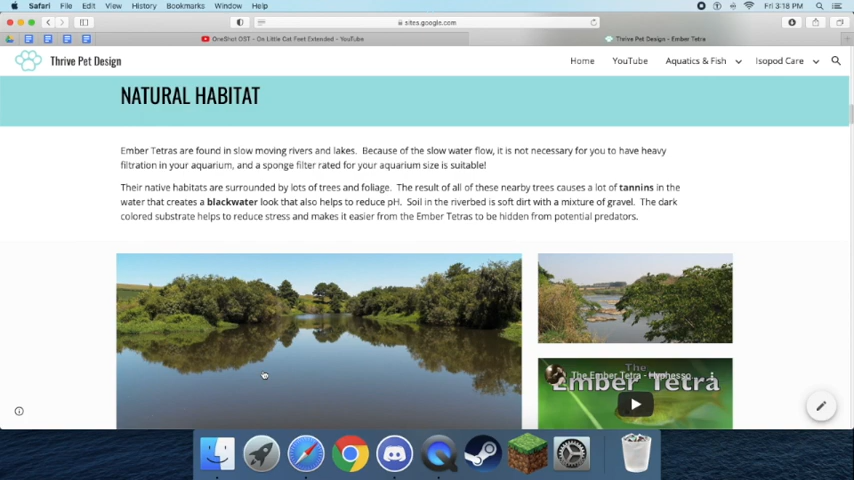 Safari File Edit View History Bookmarks Window Help Fri 3:18 PM
sites.google.com
OneShot OST - On Little Cat Feet Extended - YouTube Thrive Pet Design - Ember Tetra
Thrive Pet Design Home YouTube Aquatics & Fish Isopod Care
NATURAL HABITAT
Ember Tetras are found in slow moving rivers and lakes. Because of the slow water flow, it is not necessary for you to have heavy
filtration in your aquarium, and a sponge filter rated for your aquarium size is suitable!
Their native habitats are surrounded by lots of trees and foliage. The result of all of these nearby trees causes a lot of tannins in the
water that creates a blackwater look that also helps to reduce pH. Soil in the riverbed is soft dirt with a mixture of gravel. The dark
colored substrate helps to reduce stress and makes it easier from the Ember Tetras to be hidden from potential predators.
The
The Ember Tetra - Hyphesso
Ember Tetra